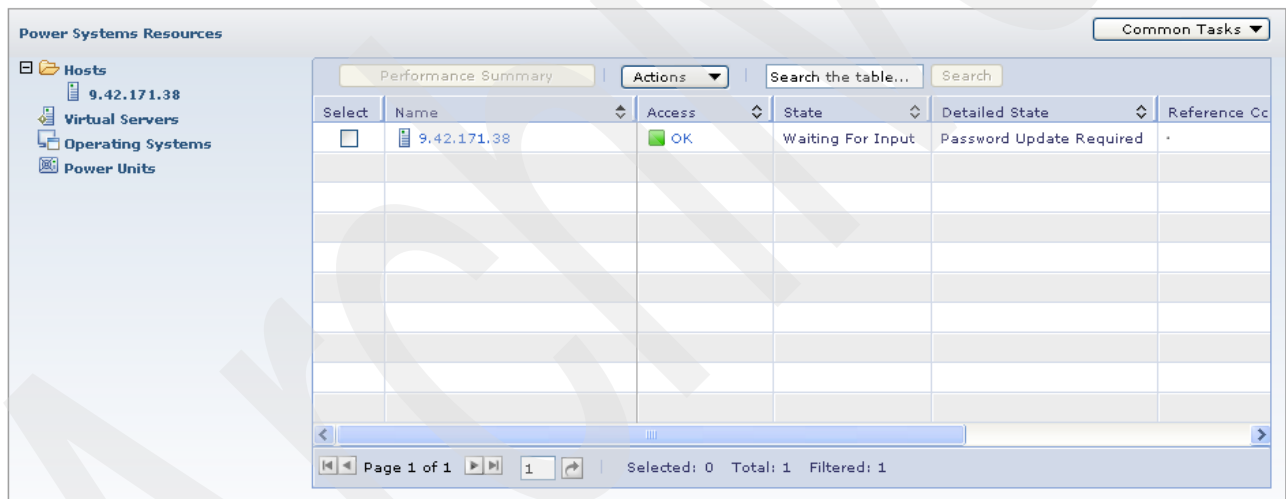 Power Systems Resources
Common Tasks
Hosts
9.42.171.38
Virtual Servers
Operating Systems
Power Units
Performance Summary Actions Search the table... Search
Select Name Access State Detailed State Reference Cc
9.42.171.38 OK Waiting For Input Password Update Required -
Page 1 of 1 1 Selected: 0 Total: 1 Filtered: 1